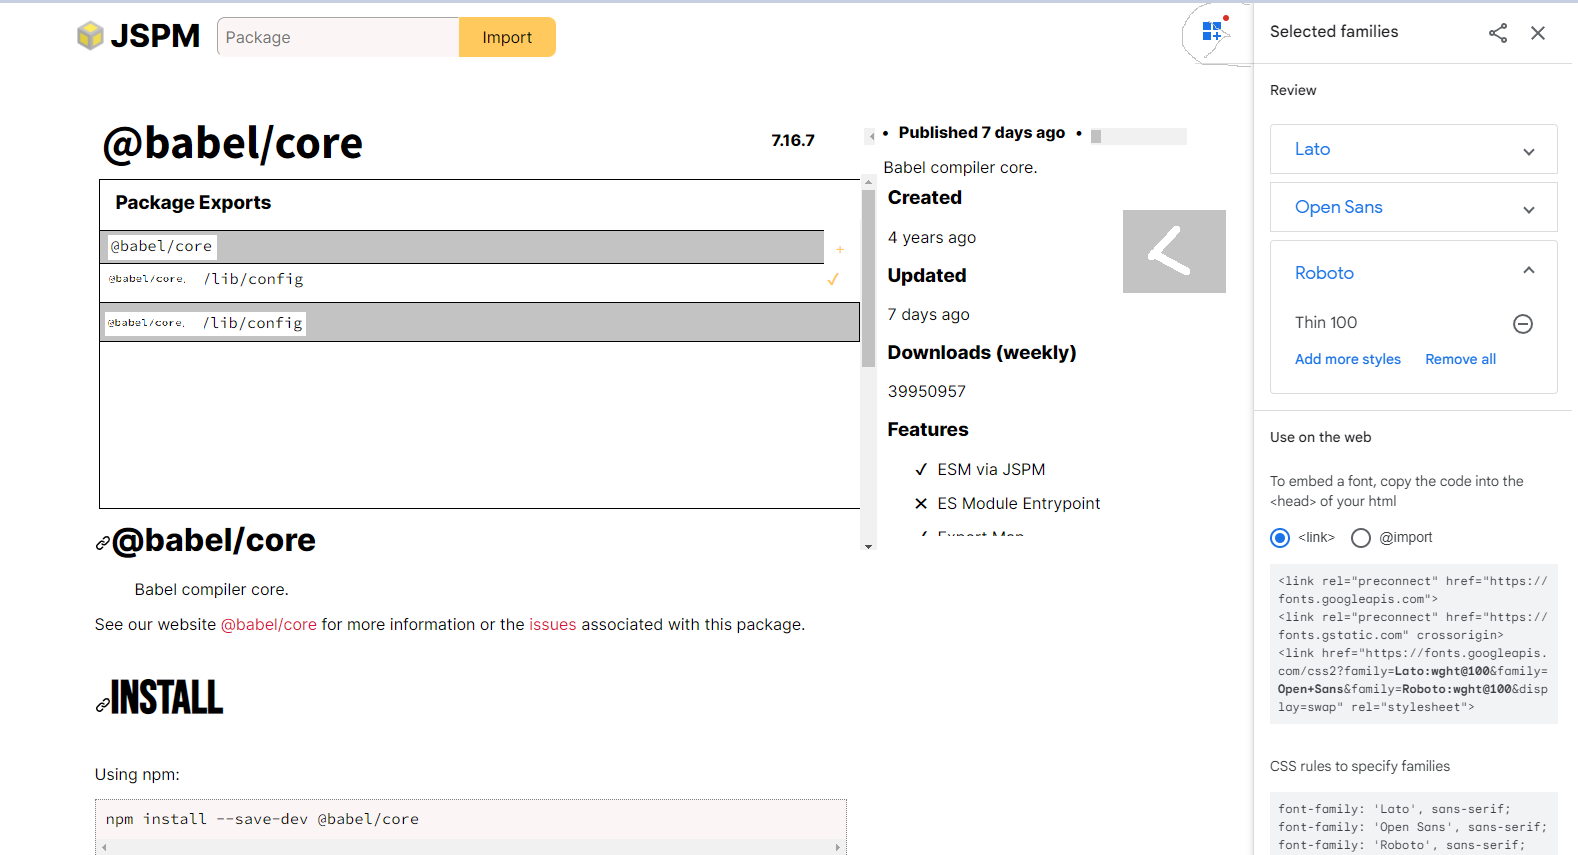 JSPM
Package
Import
@babel/core
7.16.7
• Published 7 days ago •
Babel compiler core.
Package Exports
@babel/core
+
@babel/core. /lib/config
@babel/core. /lib/config
Created
4 years ago
Updated
7 days ago
Downloads (weekly)
39950957
Features
✓ ESM via JSPM
✕ ES Module Entrypoint
✓ Export Map
@babel/core
Babel compiler core.
See our website @babel/core for more information or the issues associated with this package.
INSTALL
Using npm:
npm install --save-dev @babel/core
Selected families
Review
Lato
Open Sans
Roboto
Thin 100
Add more styles
Remove all
Use on the web
To embed a font, copy the code into the
<head> of your html
<link>
@import
<link rel="preconnect" href="https://
fonts.googleapis.com">
<link rel="preconnect" href="https://
fonts.gstatic.com" crossorigin>
<link href="https://fonts.googleapis.
com/css2?family=Lato:wght@100&family=
Open+Sans&family=Roboto:wght@100&disp
lay=swap" rel="stylesheet">
CSS rules to specify families
font-family: 'Lato', sans-serif;
font-family: 'Open Sans', sans-serif;
font-family: 'Roboto', sans-serif;